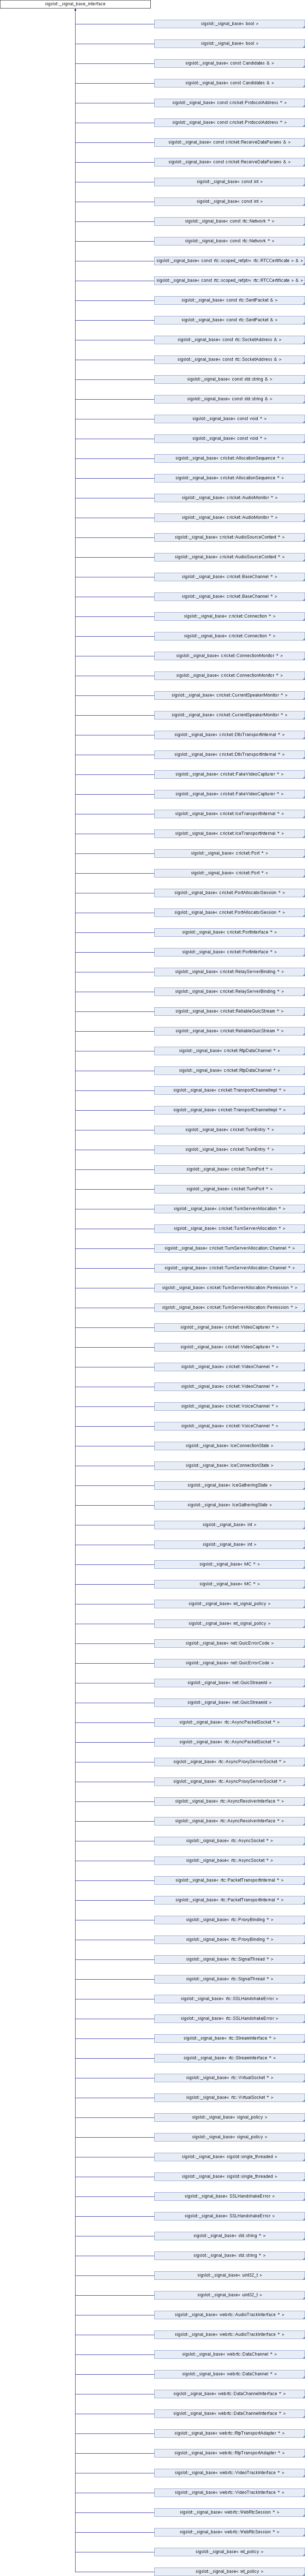 sigslot::_signal_base_interface
sigslot::_signal_base< bool >
sigslot::_signal_base< bool >
sigslot::_signal_base< const Candidates & >
sigslot::_signal_base< const Candidates & >
sigslot::_signal_base< const cricket::ProtocolAddress * >
sigslot::_signal_base< const cricket::ProtocolAddress * >
sigslot::_signal_base< const cricket::ReceiveDataParams & >
sigslot::_signal_base< const cricket::ReceiveDataParams & >
sigslot::_signal_base< const int >
sigslot::_signal_base< const int >
sigslot::_signal_base< const rtc::Network * >
sigslot::_signal_base< const rtc::Network * >
sigslot::_signal_base< const rtc::scoped_refptr< rtc::RTCCertificate > & >
sigslot::_signal_base< const rtc::scoped_refptr< rtc::RTCCertificate > & >
sigslot::_signal_base< const rtc::SentPacket & >
sigslot::_signal_base< const rtc::SentPacket & >
sigslot::_signal_base< const rtc::SocketAddress & >
sigslot::_signal_base< const rtc::SocketAddress & >
sigslot::_signal_base< const std::string & >
sigslot::_signal_base< const std::string & >
sigslot::_signal_base< const void * >
sigslot::_signal_base< const void * >
sigslot::_signal_base< cricket::AllocationSequence * >
sigslot::_signal_base< cricket::AllocationSequence * >
sigslot::_signal_base< cricket::AudioMonitor * >
sigslot::_signal_base< cricket::AudioMonitor * >
sigslot::_signal_base< cricket::AudioSourceContext * >
sigslot::_signal_base< cricket::AudioSourceContext * >
sigslot::_signal_base< cricket::BaseChannel * >
sigslot::_signal_base< cricket::BaseChannel * >
sigslot::_signal_base< cricket::Connection * >
sigslot::_signal_base< cricket::Connection * >
sigslot::_signal_base< cricket::ConnectionMonitor * >
sigslot::_signal_base< cricket::ConnectionMonitor * >
sigslot::_signal_base< cricket::CurrentSpeakerMonitor * >
sigslot::_signal_base< cricket::CurrentSpeakerMonitor * >
sigslot::_signal_base< cricket::DtlsTransportInternal * >
sigslot::_signal_base< cricket::DtlsTransportInternal * >
sigslot::_signal_base< cricket::FakeVideoCapturer * >
sigslot::_signal_base< cricket::FakeVideoCapturer * >
sigslot::_signal_base< cricket::IceTransportInternal * >
sigslot::_signal_base< cricket::IceTransportInternal * >
sigslot::_signal_base< cricket::Port * >
sigslot::_signal_base< cricket::Port * >
sigslot::_signal_base< cricket::PortAllocatorSession * >
sigslot::_signal_base< cricket::PortAllocatorSession * >
sigslot::_signal_base< cricket::PortInterface * >
sigslot::_signal_base< cricket::PortInterface * >
sigslot::_signal_base< cricket::RelayServerBinding * >
sigslot::_signal_base< cricket::RelayServerBinding * >
sigslot::_signal_base< cricket::ReliableQuicStream * >
sigslot::_signal_base< cricket::ReliableQuicStream * >
sigslot::_signal_base< cricket::RtpDataChannel * >
sigslot::_signal_base< cricket::RtpDataChannel * >
sigslot::_signal_base< cricket::TransportChannelImpl * >
sigslot::_signal_base< cricket::TransportChannelImpl * >
sigslot::_signal_base< cricket::TurnEntry * >
sigslot::_signal_base< cricket::TurnEntry * >
sigslot::_signal_base< cricket::TurnPort * >
sigslot::_signal_base< cricket::TurnPort * >
sigslot::_signal_base< cricket::TurnServerAllocation * >
sigslot::_signal_base< cricket::TurnServerAllocation * >
sigslot::_signal_base< cricket::TurnServerAllocation::Channel * >
sigslot::_signal_base< cricket::TurnServerAllocation::Channel * >
sigslot::_signal_base< cricket::TurnServerAllocation::Permission * >
sigslot::_signal_base< cricket::TurnServerAllocation::Permission * >
sigslot::_signal_base< cricket::VideoCapturer * >
sigslot::_signal_base< cricket::VideoCapturer * >
sigslot::_signal_base< cricket::VideoChannel * >
sigslot::_signal_base< cricket::VideoChannel * >
sigslot::_signal_base< cricket::VoiceChannel * >
sigslot::_signal_base< cricket::VoiceChannel * >
sigslot::_signal_base< IceConnectionState >
sigslot::_signal_base< IceConnectionState >
sigslot::_signal_base< IceGatheringState >
sigslot::_signal_base< IceGatheringState >
sigslot::_signal_base< int >
sigslot::_signal_base< int >
sigslot::_signal_base< MC * >
sigslot::_signal_base< MC * >
sigslot::_signal_base< mt_signal_policy >
sigslot::_signal_base< mt_signal_policy >
sigslot::_signal_base< net::QuicErrorCode >
sigslot::_signal_base< net::QuicErrorCode >
sigslot::_signal_base< net::QuicStreamId >
sigslot::_signal_base< net::QuicStreamId >
sigslot::_signal_base< rtc::AsyncPacketSocket * >
sigslot::_signal_base< rtc::AsyncPacketSocket * >
sigslot::_signal_base< rtc::AsyncProxyServerSocket * >
sigslot::_signal_base< rtc::AsyncProxyServerSocket * >
sigslot::_signal_base< rtc::AsyncResolverInterface * >
sigslot::_signal_base< rtc::AsyncResolverInterface * >
sigslot::_signal_base< rtc::AsyncSocket * >
sigslot::_signal_base< rtc::AsyncSocket * >
sigslot::_signal_base< rtc::PacketTransportInternal * >
sigslot::_signal_base< rtc::PacketTransportInternal * >
sigslot::_signal_base< rtc::ProxyBinding * >
sigslot::_signal_base< rtc::ProxyBinding * >
sigslot::_signal_base< rtc::SignalThread * >
sigslot::_signal_base< rtc::SignalThread * >
sigslot::_signal_base< rtc::SSLHandshakeError >
sigslot::_signal_base< rtc::SSLHandshakeError >
sigslot::_signal_base< rtc::StreamInterface * >
sigslot::_signal_base< rtc::StreamInterface * >
sigslot::_signal_base< rtc::VirtualSocket * >
sigslot::_signal_base< rtc::VirtualSocket * >
sigslot::_signal_base< signal_policy >
sigslot::_signal_base< signal_policy >
sigslot::_signal_base< sigslot::single_threaded >
sigslot::_signal_base< sigslot::single_threaded >
sigslot::_signal_base< SSLHandshakeError >
sigslot::_signal_base< SSLHandshakeError >
sigslot::_signal_base< std::string * >
sigslot::_signal_base< std::string * >
sigslot::_signal_base< uint32_t >
sigslot::_signal_base< uint32_t >
sigslot::_signal_base< webrtc::AudioTrackInterface * >
sigslot::_signal_base< webrtc::AudioTrackInterface * >
sigslot::_signal_base< webrtc::DataChannel * >
sigslot::_signal_base< webrtc::DataChannel * >
sigslot::_signal_base< webrtc::DataChannelInterface * >
sigslot::_signal_base< webrtc::DataChannelInterface * >
sigslot::_signal_base< webrtc::RtpTransportAdapter * >
sigslot::_signal_base< webrtc::RtpTransportAdapter * >
sigslot::_signal_base< webrtc::VideoTrackInterface * >
sigslot::_signal_base< webrtc::VideoTrackInterface * >
sigslot::_signal_base< webrtc::WebRtcSession * >
sigslot::_signal_base< webrtc::WebRtcSession * >
sigslot::_signal_base< mt_policy >
sigslot::_signal_base< mt_policy >